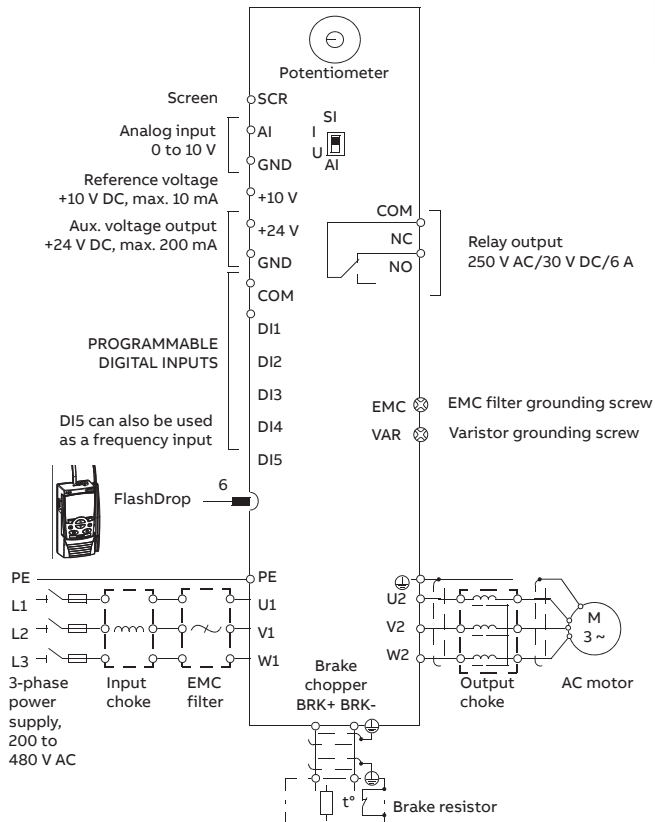 Potentiometer
Screen
SCR
SI
Analog input
0 to 10 V
AI
I
U
AI
GND
Reference voltage
+10 V DC, max. 10 mA
+10 V
Aux. voltage output
+24 V DC, max. 200 mA
+24 V
GND
COM
NC
NO
Relay output
250 V AC/30 V DC/6 A
COM
PROGRAMMABLE
DIGITAL INPUTS
DI1
DI2
DI3
DI4
DI5
DI5 can also be used
as a frequency input
EMC
EMC filter grounding screw
VAR
Varistor grounding screw
FlashDrop
6
PE
PE
L1
U1
U2
L2
V1
V2
L3
W1
W2
M
3 ~
3-phase
power
supply,
200 to
480 V AC
Input
choke
EMC
filter
Brake
chopper
BRK+ BRK-
Output
choke
AC motor
t°
Brake resistor